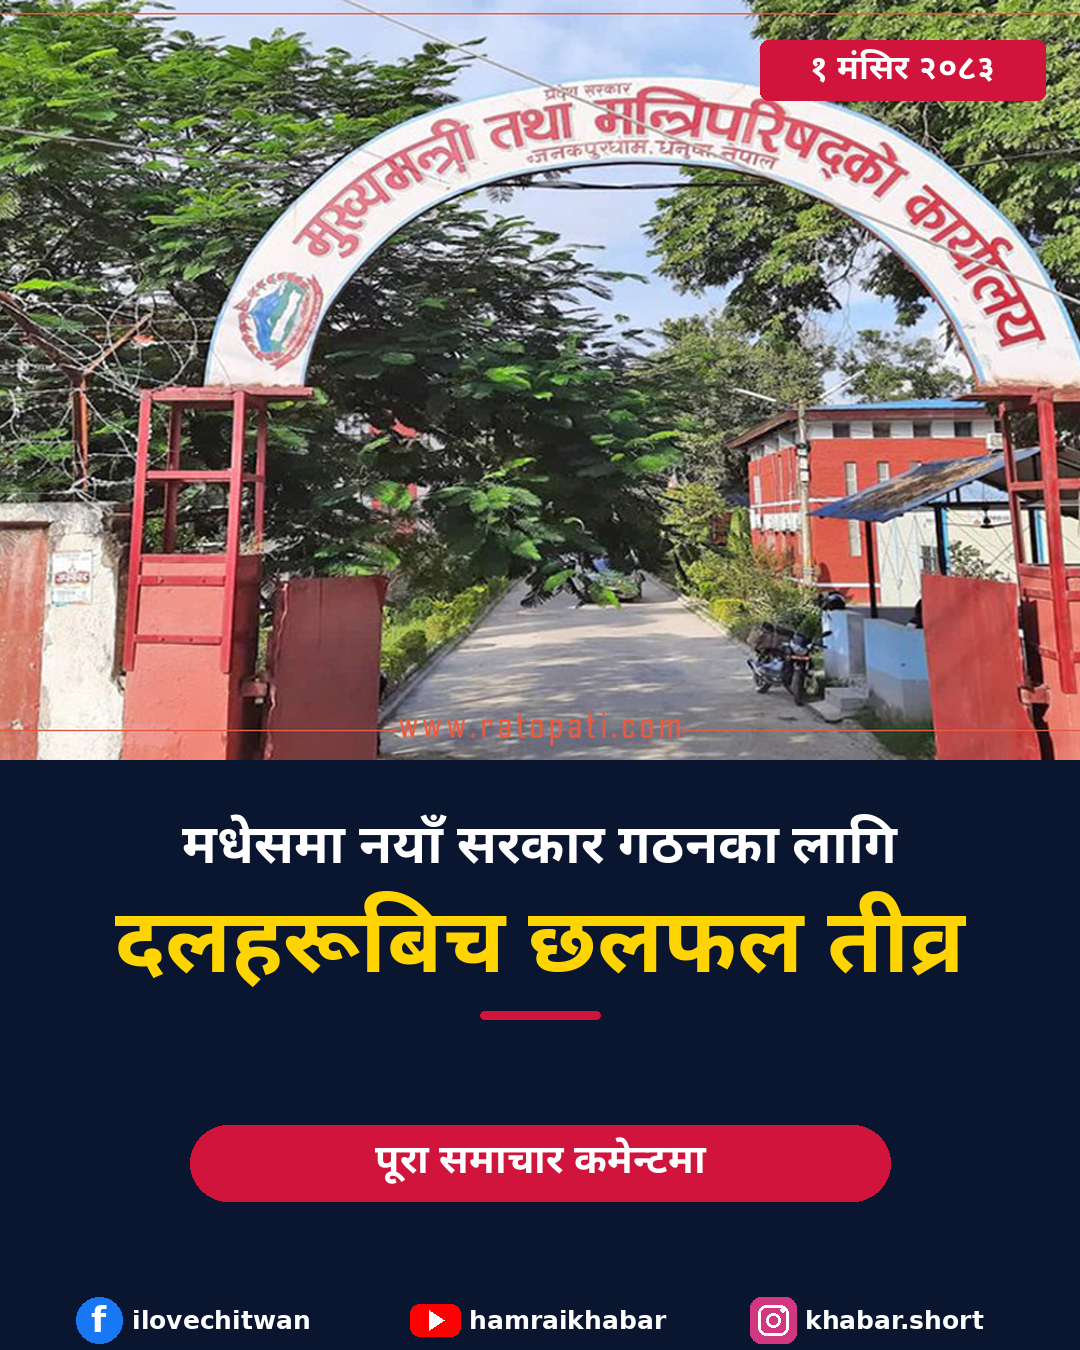 १ मंसिर २०८३
प्रदेश सरकार
मुख्यमन्त्री तथा मन्त्रिपरिषद्को कार्यालय
जनकपुरधाम, धनुषा, नेपाल
www.ratopati.com
मधेसमा नयाँ सरकार गठनका लागि
दलहरूबिच छलफल तीव्र
पूरा समाचार कमेन्टमा
ilovechitwan
hamraikhabar
khabar.short